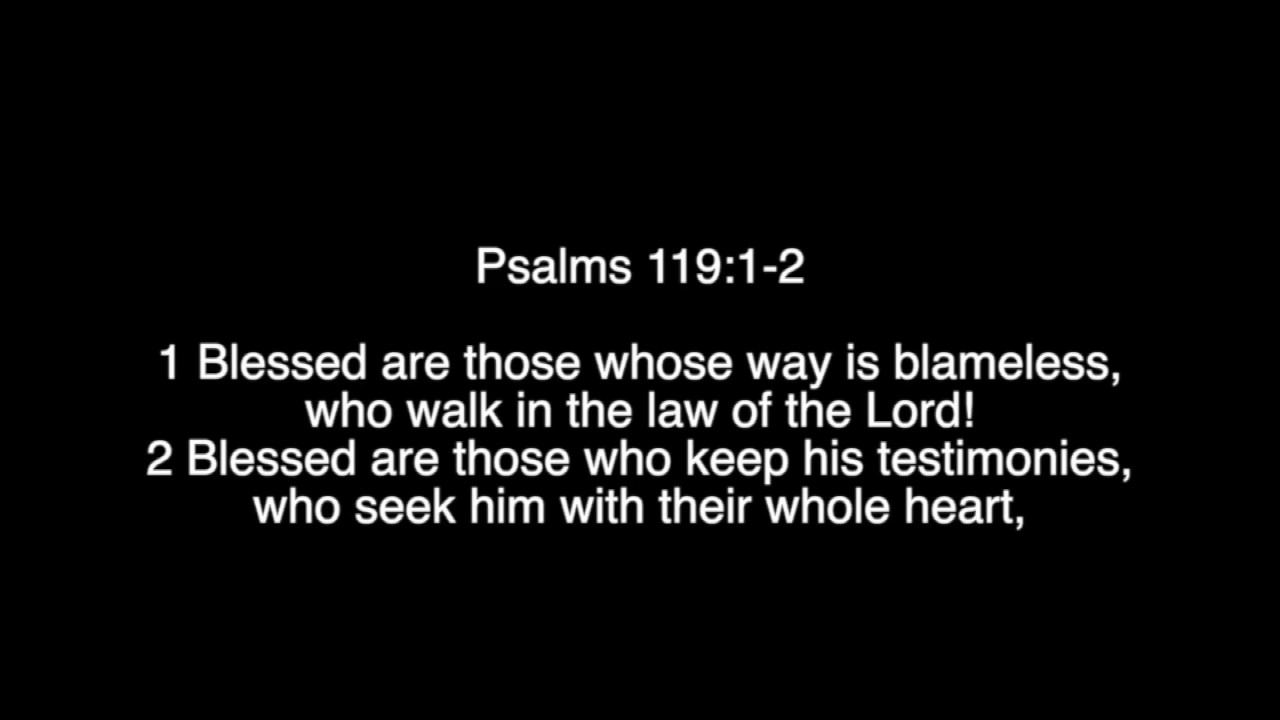 Psalms 119:1-2
1 Blessed are those whose way is blameless,
who walk in the law of the Lord!
2 Blessed are those who keep his testimonies,
who seek him with their whole heart,